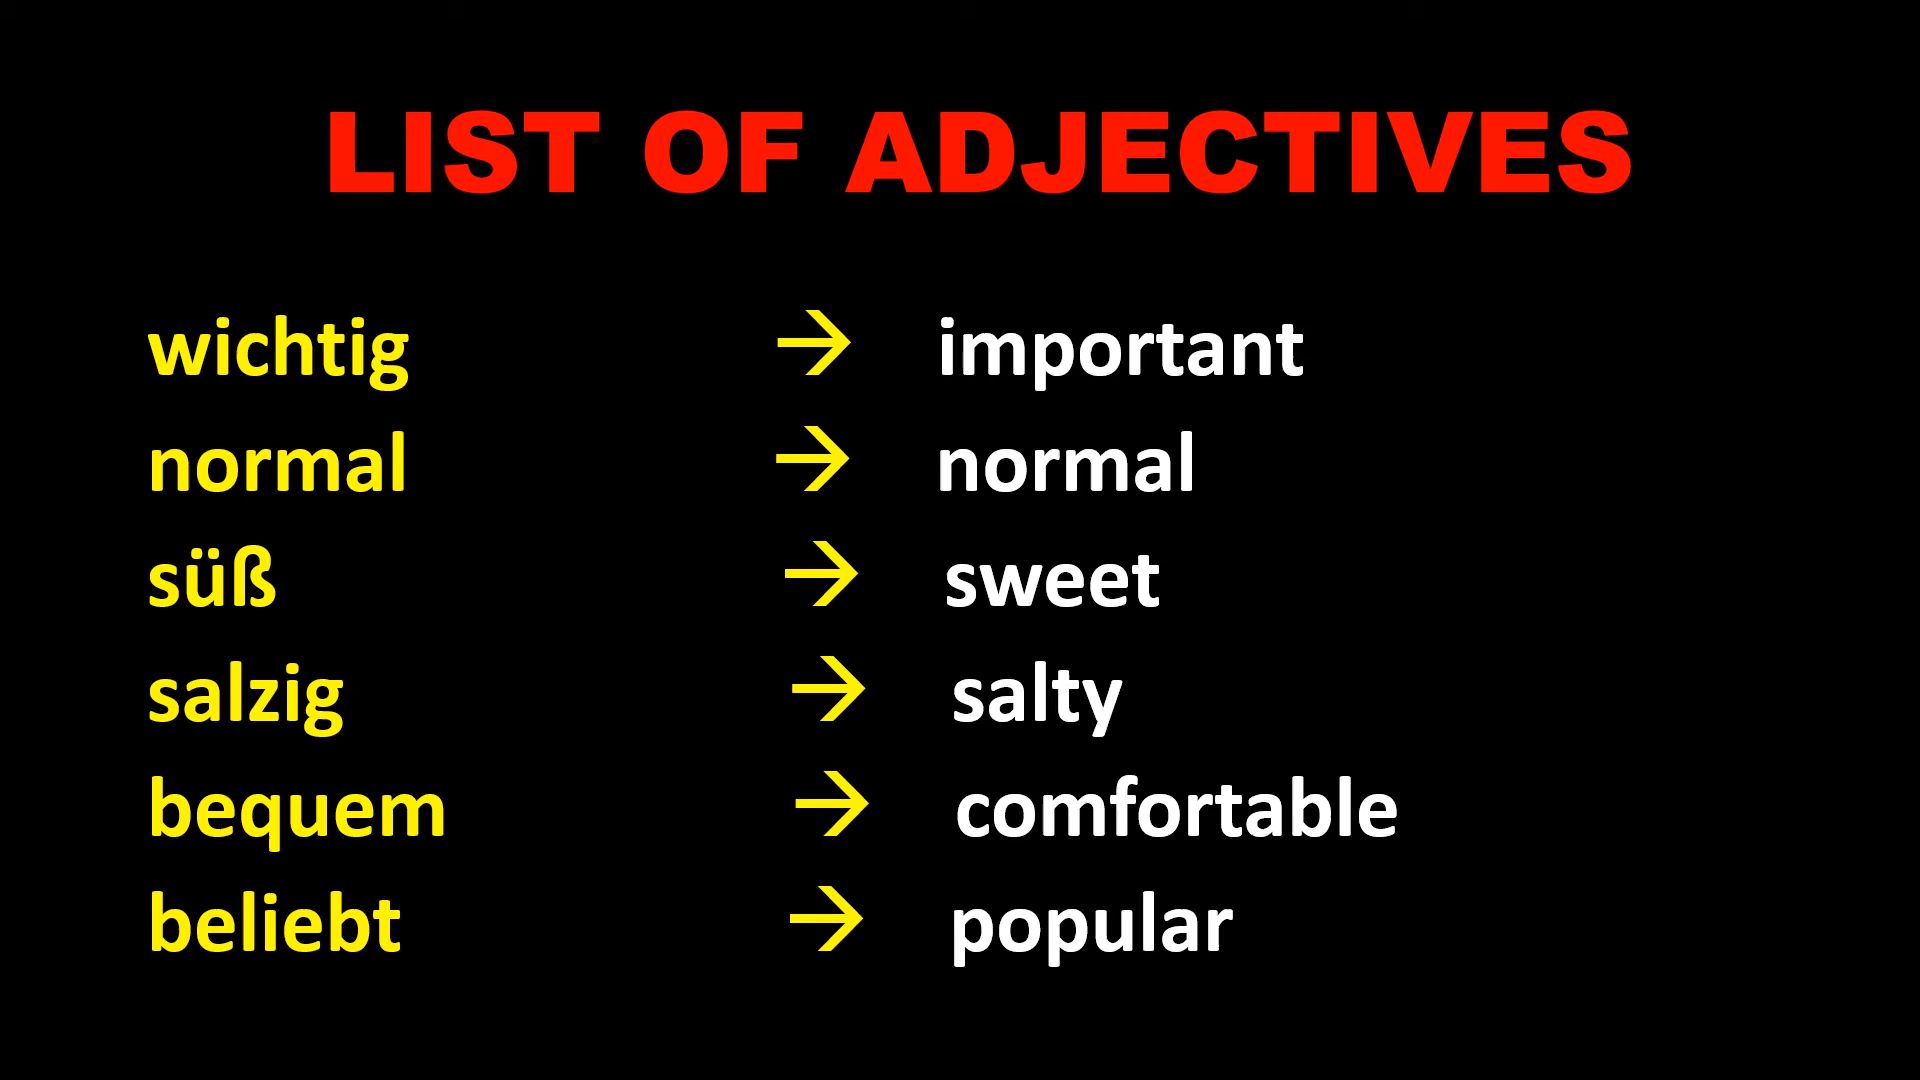 LIST OF ADJECTIVES
wichtig → important
normal → normal
süß → sweet
salzig → salty
bequem → comfortable
beliebt → popular